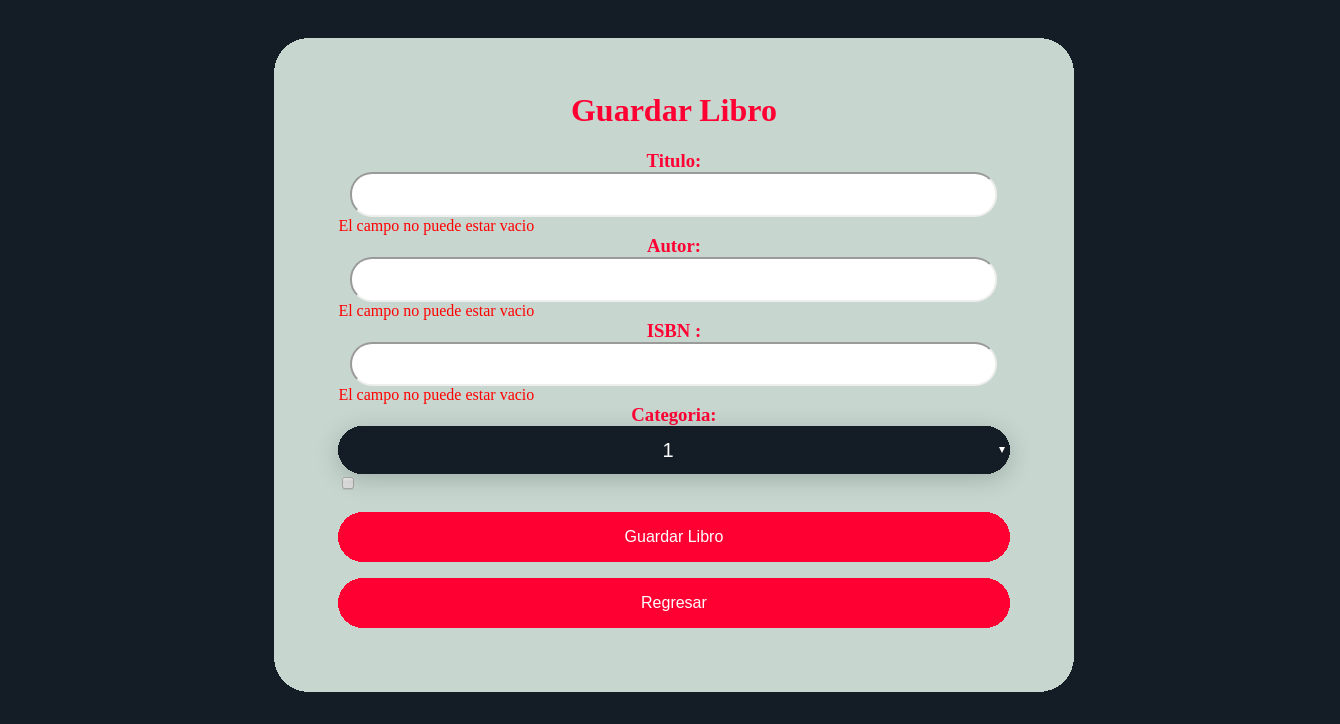 Guardar Libro
Titulo:
El campo no puede estar vacio
Autor:
El campo no puede estar vacio
ISBN :
El campo no puede estar vacio
Categoria:
1
Guardar Libro
Regresar